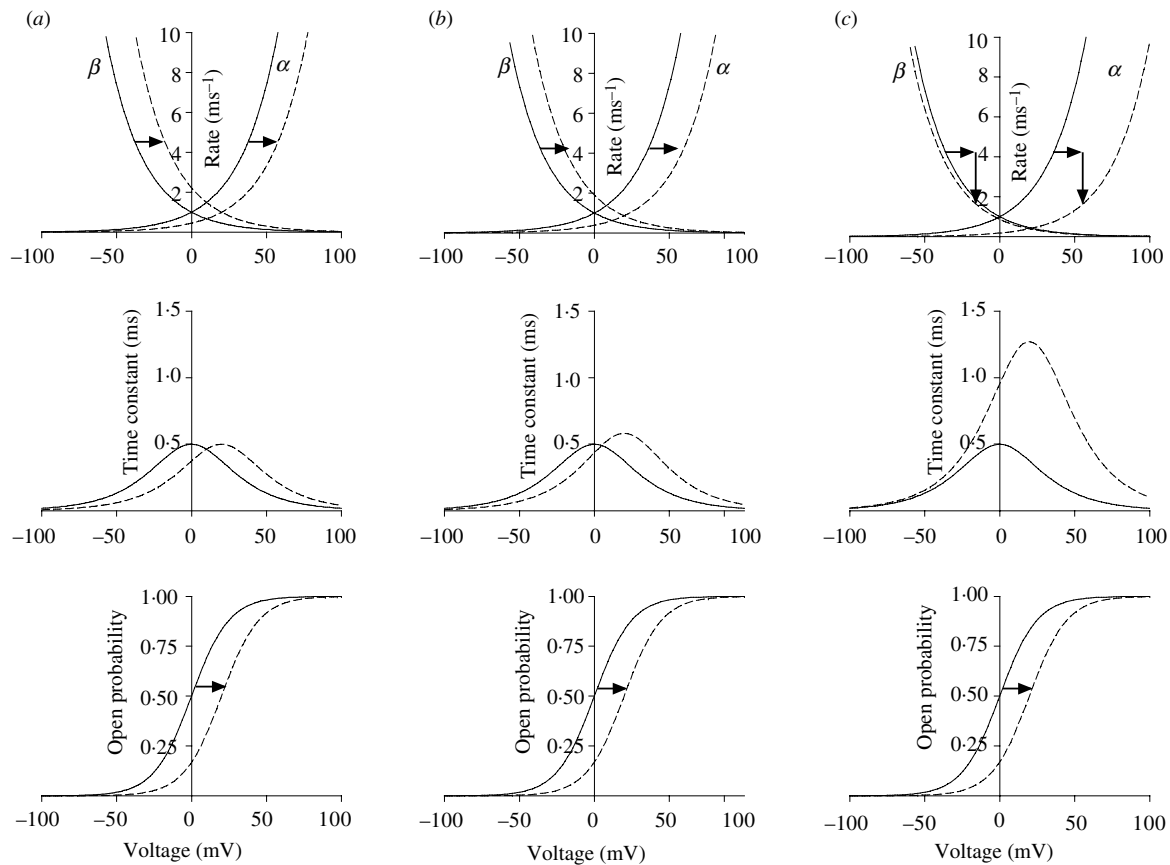 (a)
10
8
6
4
2
β
α
Rate (ms⁻¹)
−100 −50 0 50 100
1·5
1·0
0·5
Time constant (ms)
−100 −50 0 50 100
1·00
0·75
0·50
0·25
Open probability
−100 −50 0 50 100
Voltage (mV)
(b)
10
8
6
4
2
β
α
Rate (ms⁻¹)
−100 −50 0 50 100
1·5
1·0
0·5
Time constant (ms)
−100 −50 0 50 100
1·00
0·75
0·50
0·25
Open probability
−100 −50 0 50 100
Voltage (mV)
(c)
10
8
6
4
2
β
α
Rate (ms⁻¹)
−100 −50 0 50 100
1·5
1·0
0·5
Time constant (ms)
−100 −50 0 50 100
1·00
0·75
0·50
0·25
Open probability
−100 −50 0 50 100
Voltage (mV)